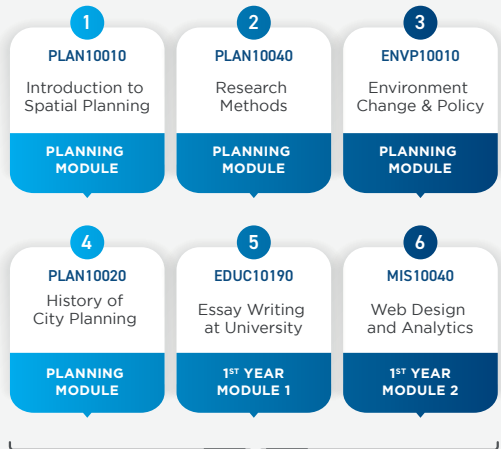 1
PLAN10010
Introduction to
Spatial Planning
PLANNING
MODULE
2
PLAN10040
Research
Methods
PLANNING
MODULE
3
ENVP10010
Environment
Change & Policy
PLANNING
MODULE
4
PLAN10020
History of
City Planning
PLANNING
MODULE
5
EDUC10190
Essay Writing
at University
1ST YEAR
MODULE 1
6
MIS10040
Web Design
and Analytics
1ST YEAR
MODULE 2